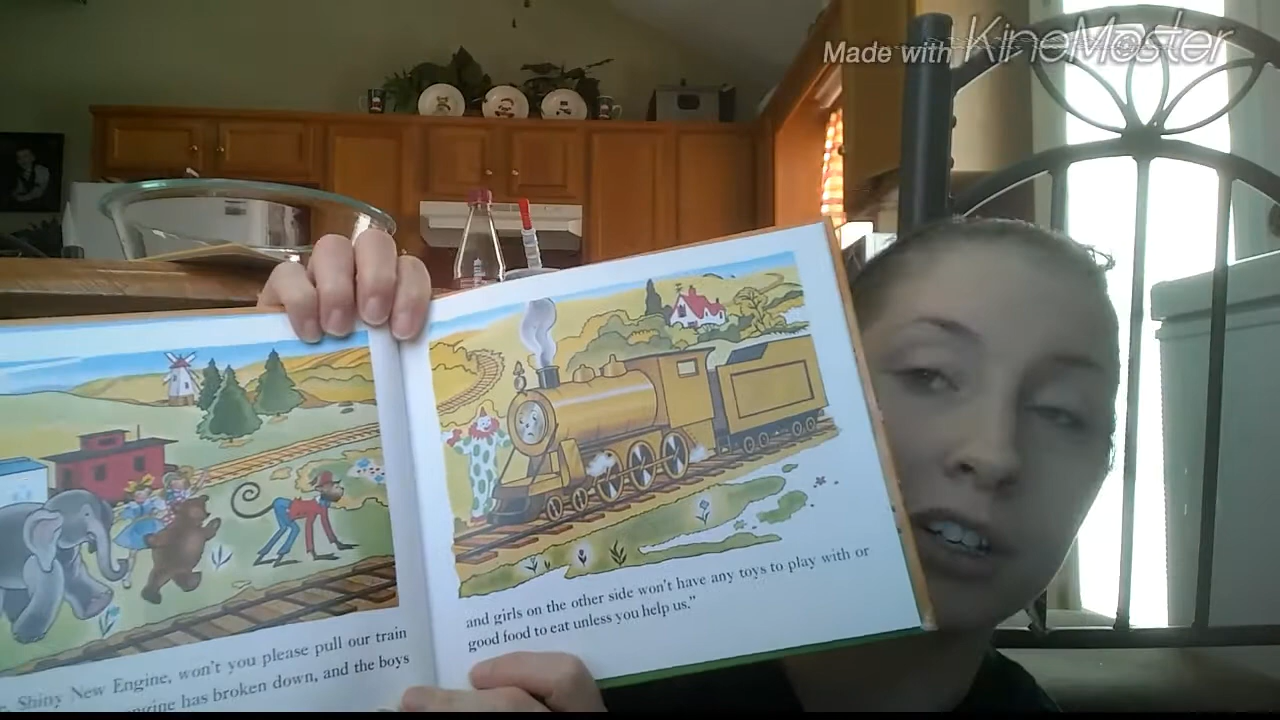 Made with KINEMASTER
Shiny New Engine, won't you please pull our train
engine has broken down, and the boys
and girls on the other side won't have any toys to play with or
good food to eat unless you help us."